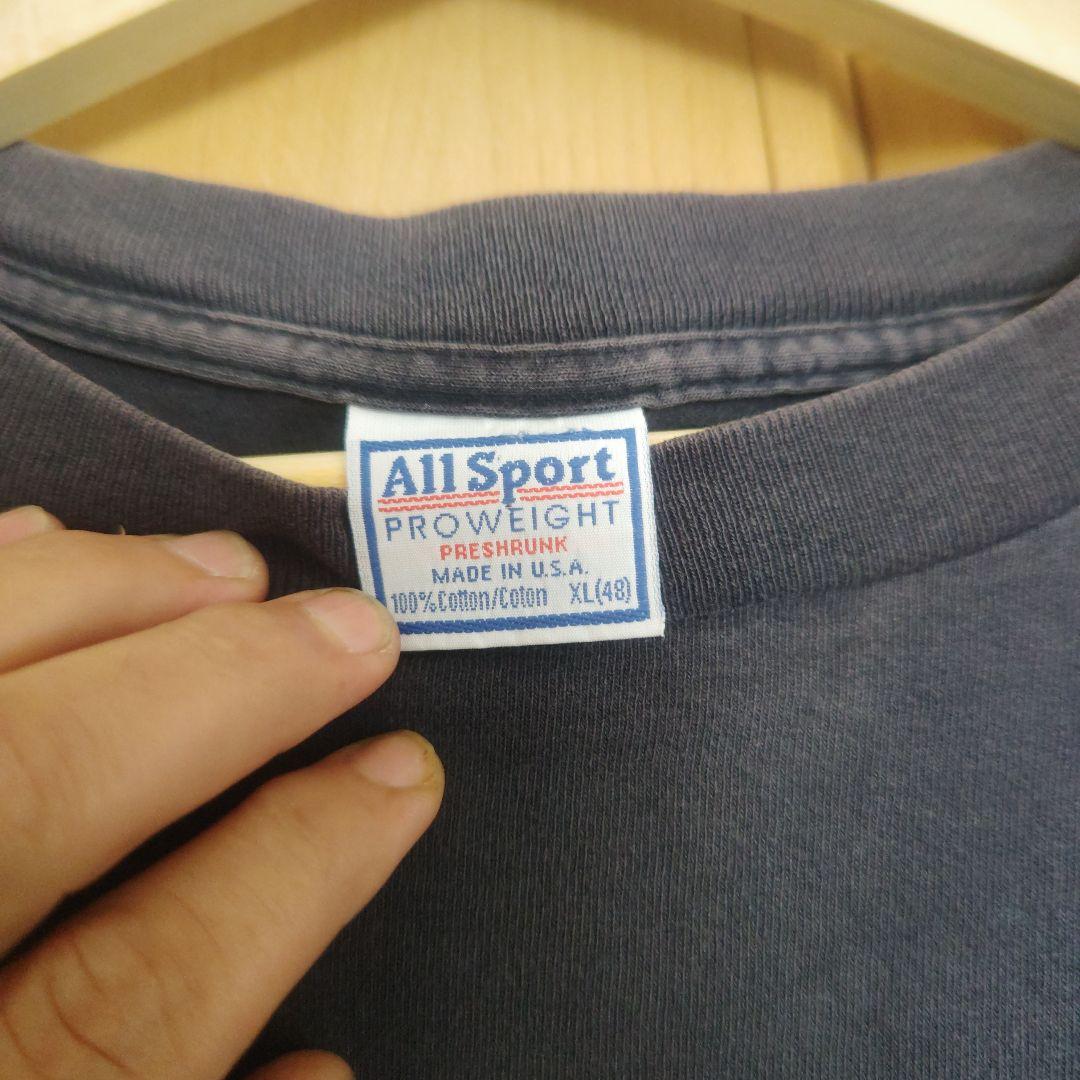 All Sport
PROWEIGHT
PRESHRUNK
MADE IN U.S.A.
100% Cotton/Coton XL(48)